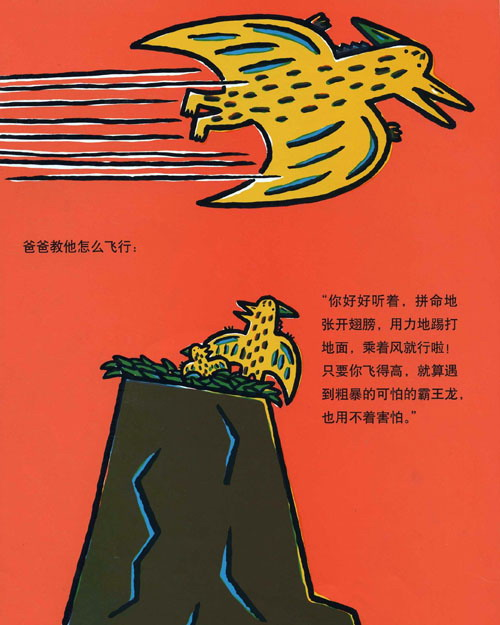 爸爸教他怎么飞行：
“你好好听着，拼命地
张开翅膀，用力地踢打
地面，乘着风就行啦！
只要你飞得高，就算遇
到粗暴的可怕的霸王龙，
也用不着害怕。”